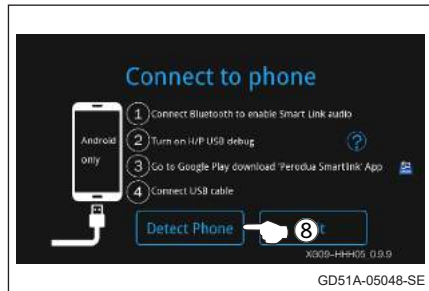 Connect to phone
Android
only
1 Connect Bluetooth to enable Smart Link audio
2 Turn on H/P USB debug
?
3 Go to Google Play download 'Perodua Smartlink' App
4 Connect USB cable
Detect Phone
8
X309-HHH05_0.9.9
GD51A-05048-SE